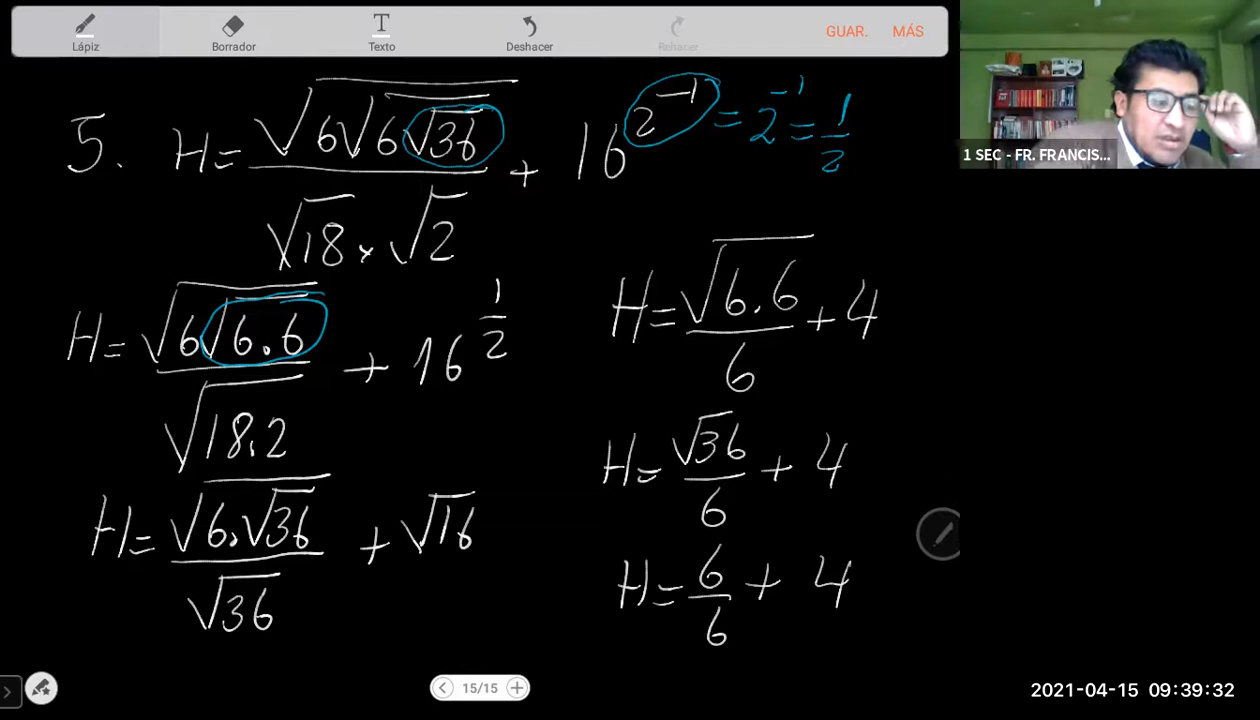 Lápiz
Borrador
Texto
Deshacer
Rehacer
GUAR.
MÁS
5. H = √(6√(6√36)) / (√18 × √2) + 16^2^-1 = 2^-1 = 1/2
H = √(6√(6.6)) / √(18.2) + 16^1/2
H = √(6.√36) / √36 + √16
H = √(6.6) / 6 + 4
H = √36 / 6 + 4
H = 6/6 + 4
1 SEC - FR. FRANCIS...
15/15
2021-04-15 09:39:32